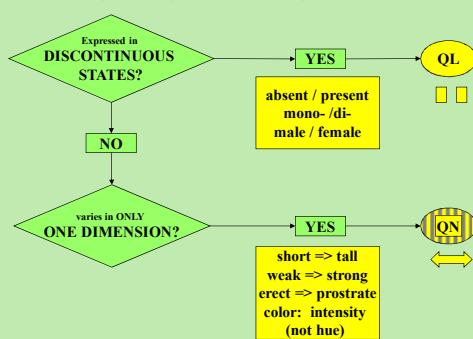 Expressed in
DISCONTINUOUS
STATES?
YES
QL
absent / present
mono- /di-
male / female
NO
varies in ONLY
ONE DIMENSION?
YES
QN
short => tall
weak => strong
erect => prostrate
color: intensity
(not hue)